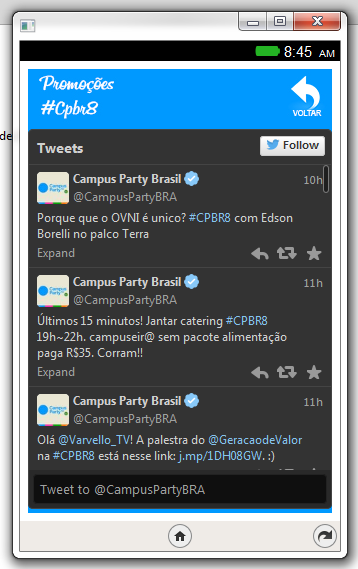 8:45 AM
Promoções
#Cpbr8
VOLTAR
de
Tweets
Follow
Campus Party Brasil
10h
@CampusPartyBRA
Porque que o OVNI é unico? #CPBR8 com Edson
Borelli no palco Terra
Expand
Campus Party Brasil
11h
@CampusPartyBRA
Últimos 15 minutos! Jantar catering #CPBR8
19h~22h. campuseir@ sem pacote alimentação
paga R$35. Corram!!
Expand
Campus Party Brasil
11h
@CampusPartyBRA
Olá @Varvello_TV! A palestra do @GeracaodeValor
na #CPBR8 está nesse link: j.mp/1DH08GW. :)
Tweet to @CampusPartyBRA